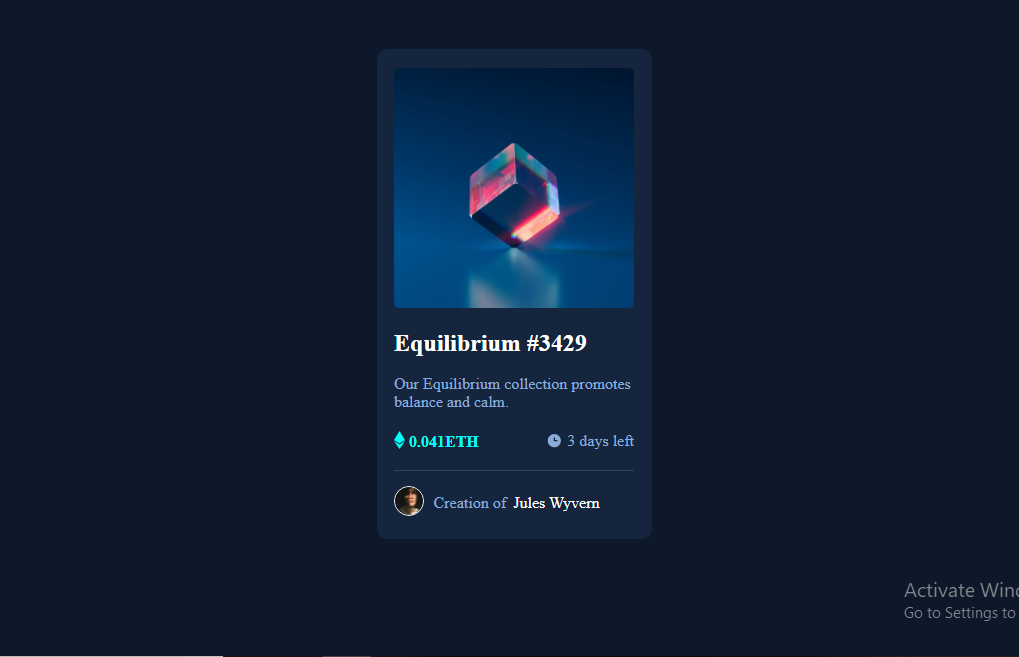 Equilibrium #3429
Our Equilibrium collection promotes
balance and calm.
0.041ETH 3 days left
Creation of Jules Wyvern
Activate Win
Go to Settings to